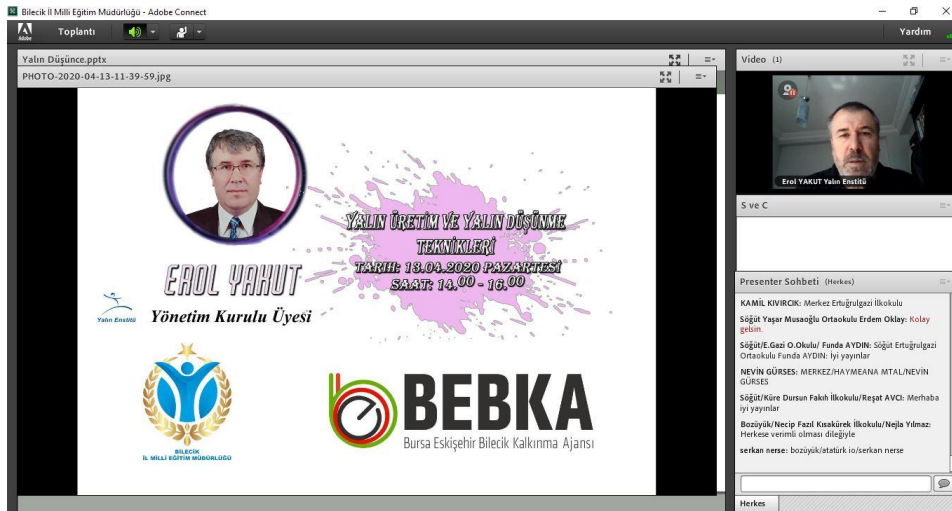 Bilecik İl Milli Eğitim Müdürlüğü - Adobe Connect
Adobe
Toplantı
Yardım
Yalın Düşünce.pptx
PHOTO-2020-04-13-11-39-59.jpg
EROL YAKUT
Yalın Enstitü
Yönetim Kurulu Üyesi
YALIN ÜRETİM VE YALIN DÜŞÜNME
TEKNİKLERİ
TARİH: 13.04.2020 PAZARTESİ
SAAT: 14.00 - 16.00
BİLECİK
İL MİLLİ EĞİTİM MÜDÜRLÜĞÜ
BEBKA
Bursa Eskişehir Bilecik Kalkınma Ajansı
Video (1)
Erol YAKUT Yalın Enstitü
S ve C
Presenter Sohbeti (Herkes)
KAMİL KIVIRCIK: Merkez Ertuğrulgazi İlkokulu
Söğüt Yaşar Musaoğlu Ortaokulu Erdem Oklay: Kolay
gelsin.
Söğüt/E.Gazi O.Okulu/ Funda AYDIN: Söğüt Ertuğrulgazi
Ortaokulu Funda AYDIN: İyi yayınlar
NEVİN GÜRSES: MERKEZ/HAYMEANA MTAL/NEVİN
GÜRSES
Söğüt/Küre Dursun Fakıh İlkokulu/Reşat AVCI: Merhaba
iyi yayınlar
Bozüyük/Necip Fazıl Kısakürek İlkokulu/Nejla Yılmaz:
Herkese verimli olması dileğiyle
serkan nerse: bozüyük/atatürk io/serkan nerse
Herkes